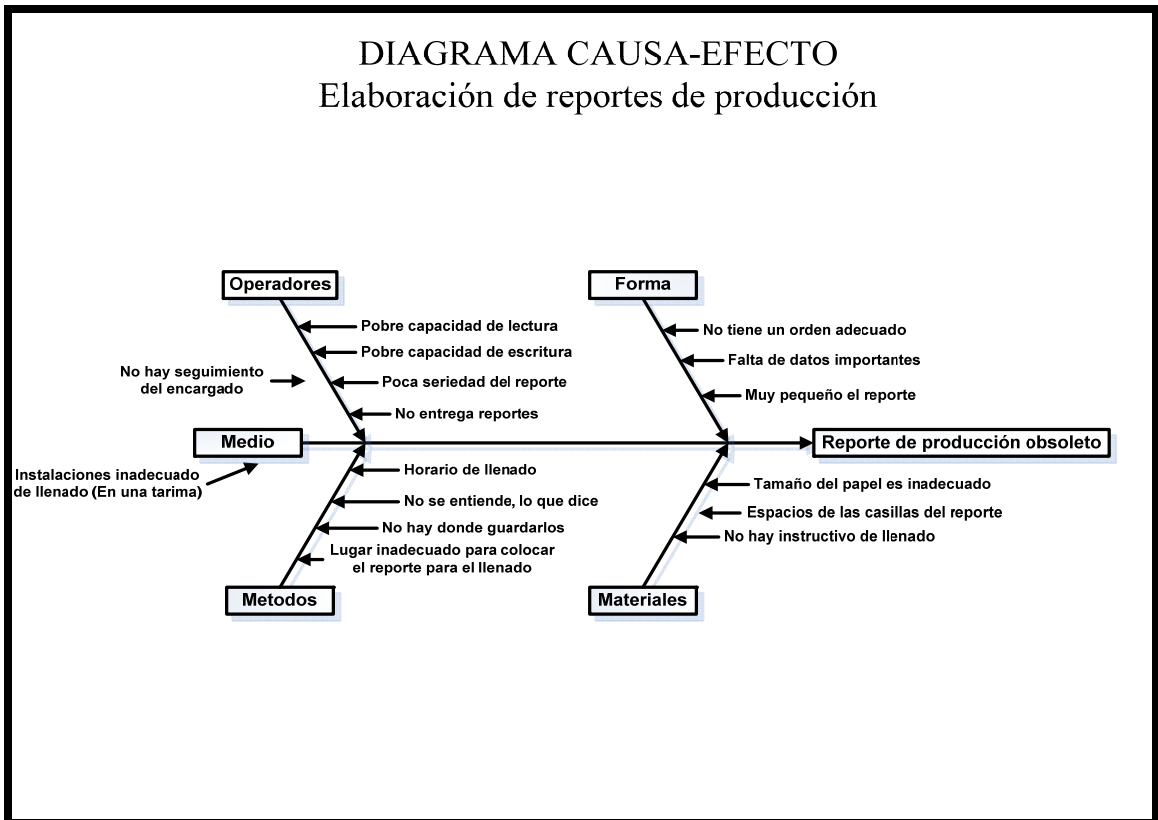 DIAGRAMA CAUSA-EFECTO
Elaboración de reportes de producción
Operadores
Forma
Pobre capacidad de lectura
No tiene un orden adecuado
Pobre capacidad de escritura
Falta de datos importantes
No hay seguimiento
del encargado
Poca seriedad del reporte
Muy pequeño el reporte
No entrega reportes
Medio
Reporte de producción obsoleto
Instalaciones inadecuado
de llenado (En una tarima)
Horario de llenado
Tamaño del papel es inadecuado
No se entiende, lo que dice
Espacios de las casillas del reporte
No hay donde guardarlos
No hay instructivo de llenado
Lugar inadecuado para colocar
el reporte para el llenado
Metodos
Materiales